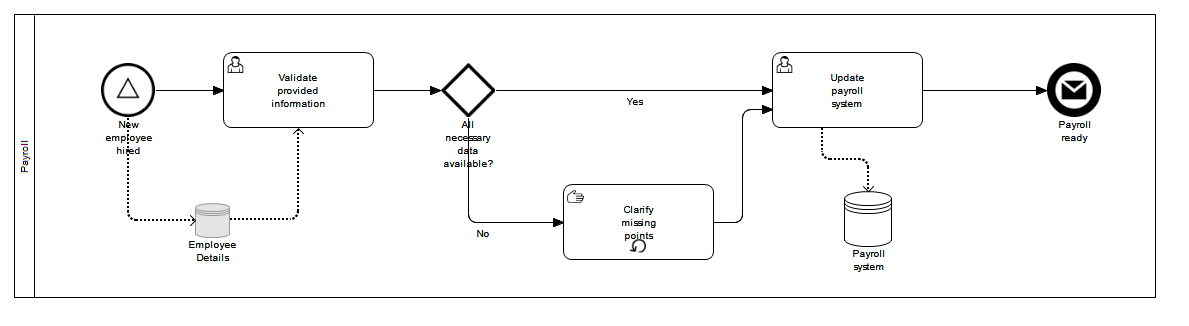 Payroll
New
employee
hired
Validate
provided
information
All
necessary
data
available?
Yes
No
Clarify
missing
points
Update
payroll
system
Payroll
ready
Employee
Details
Payroll
system